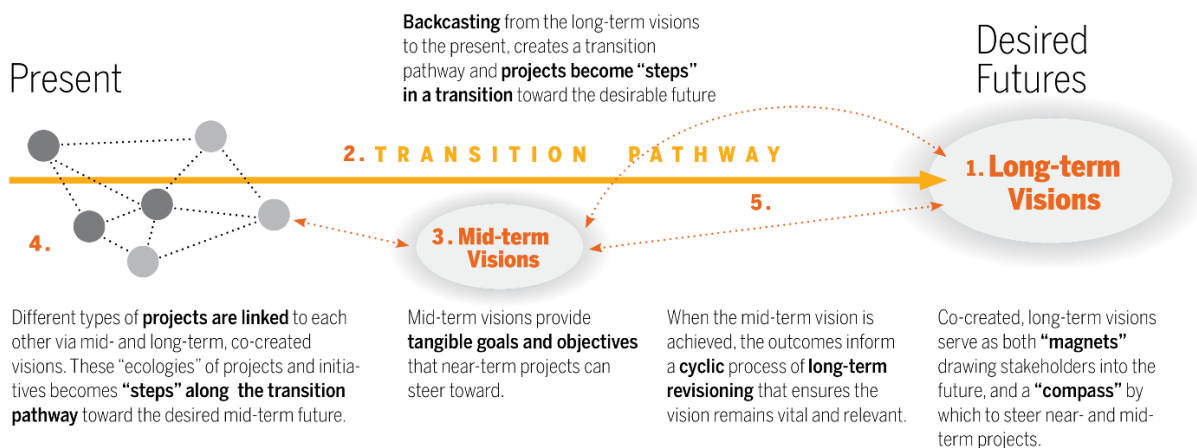 Present
Backcasting from the long-term visions
to the present, creates a transition
pathway and projects become “steps”
in a transition toward the desirable future
Desired
Futures
2. TRANSITION PATHWAY
1. Long-term
Visions
5.
3. Mid-term
Visions
4.
Different types of projects are linked to each
other via mid- and long-term, co-created
visions. These “ecologies” of projects and initia-
tives becomes “steps” along the transition
pathway toward the desired mid-term future.
Mid-term visions provide
tangible goals and objectives
that near-term projects can
steer toward.
When the mid-term vision is
achieved, the outcomes inform
a cyclic process of long-term
revisioning that ensures the
vision remains vital and relevant.
Co-created, long-term visions
serve as both “magnets”
drawing stakeholders into the
future, and a “compass” by
which to steer near- and mid-
term projects.